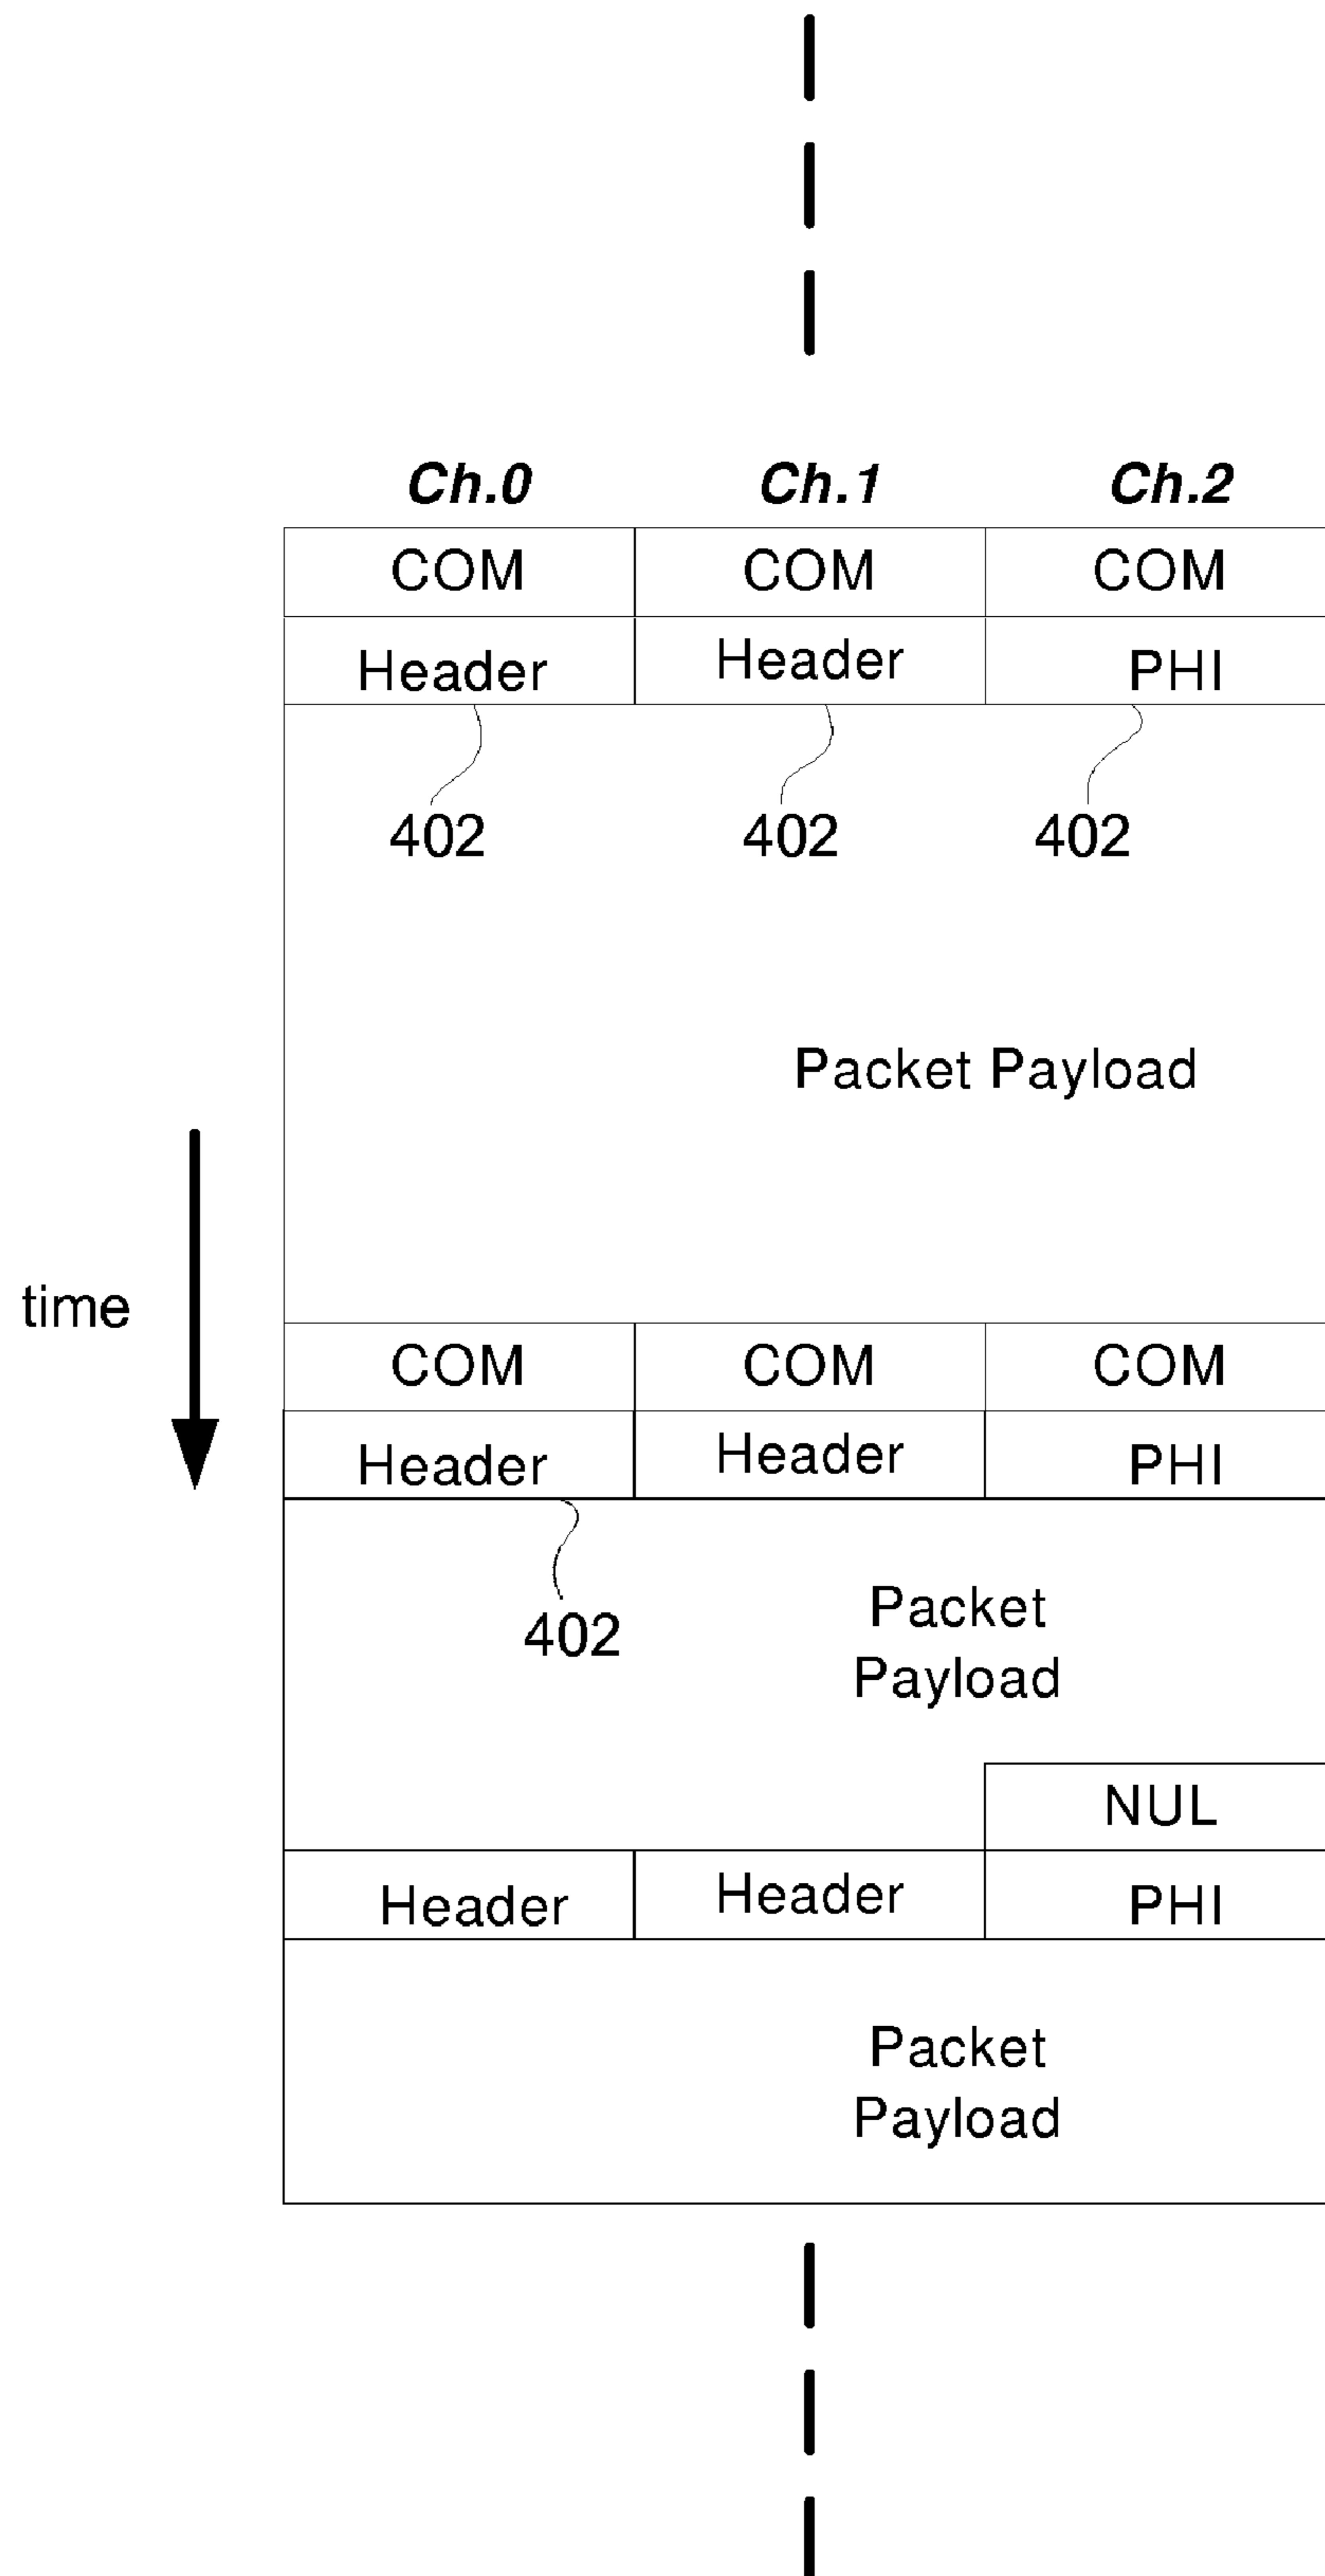 Ch.0 Ch.1 Ch.2
COM COM COM
Header Header PHI
402 402 402
Packet Payload
time
COM COM COM
Header Header PHI
402
Packet
Payload
NUL
Header Header PHI
Packet
Payload